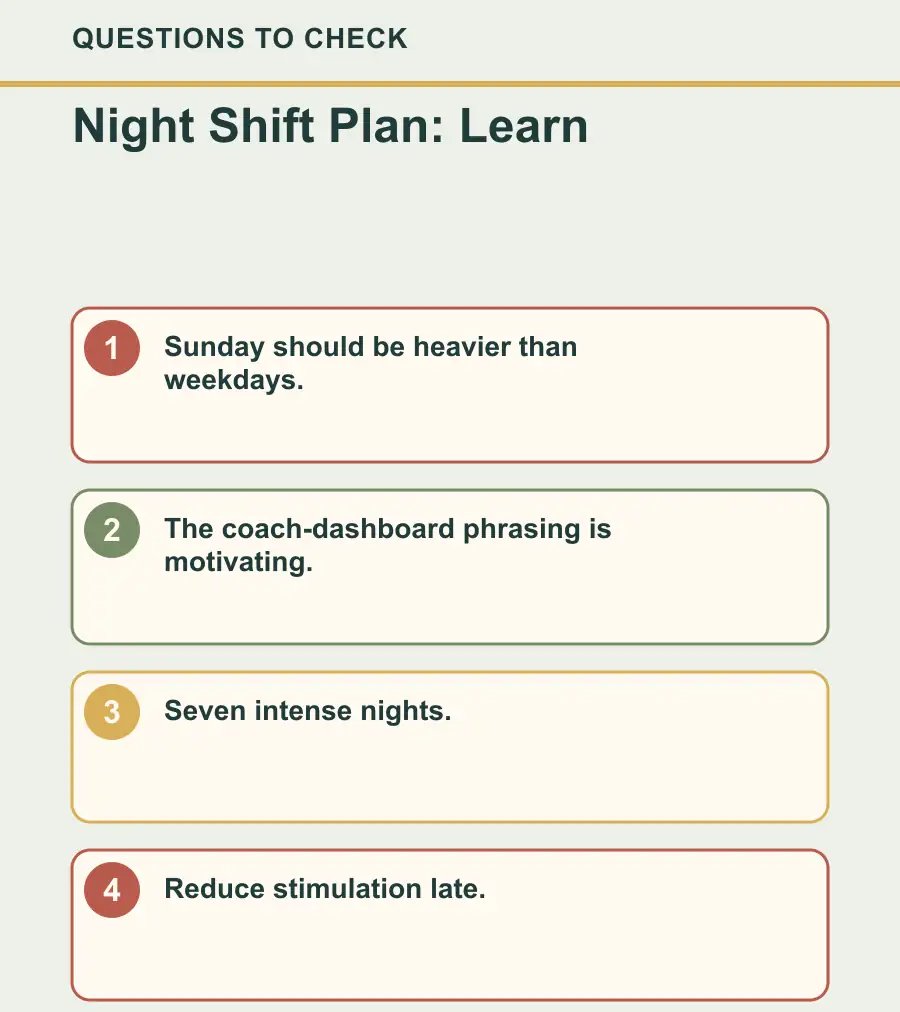 QUESTIONS TO CHECK
Night Shift Plan: Learn
1
Sunday should be heavier than
weekdays.
2
The coach-dashboard phrasing is
motivating.
3
Seven intense nights.
4
Reduce stimulation late.